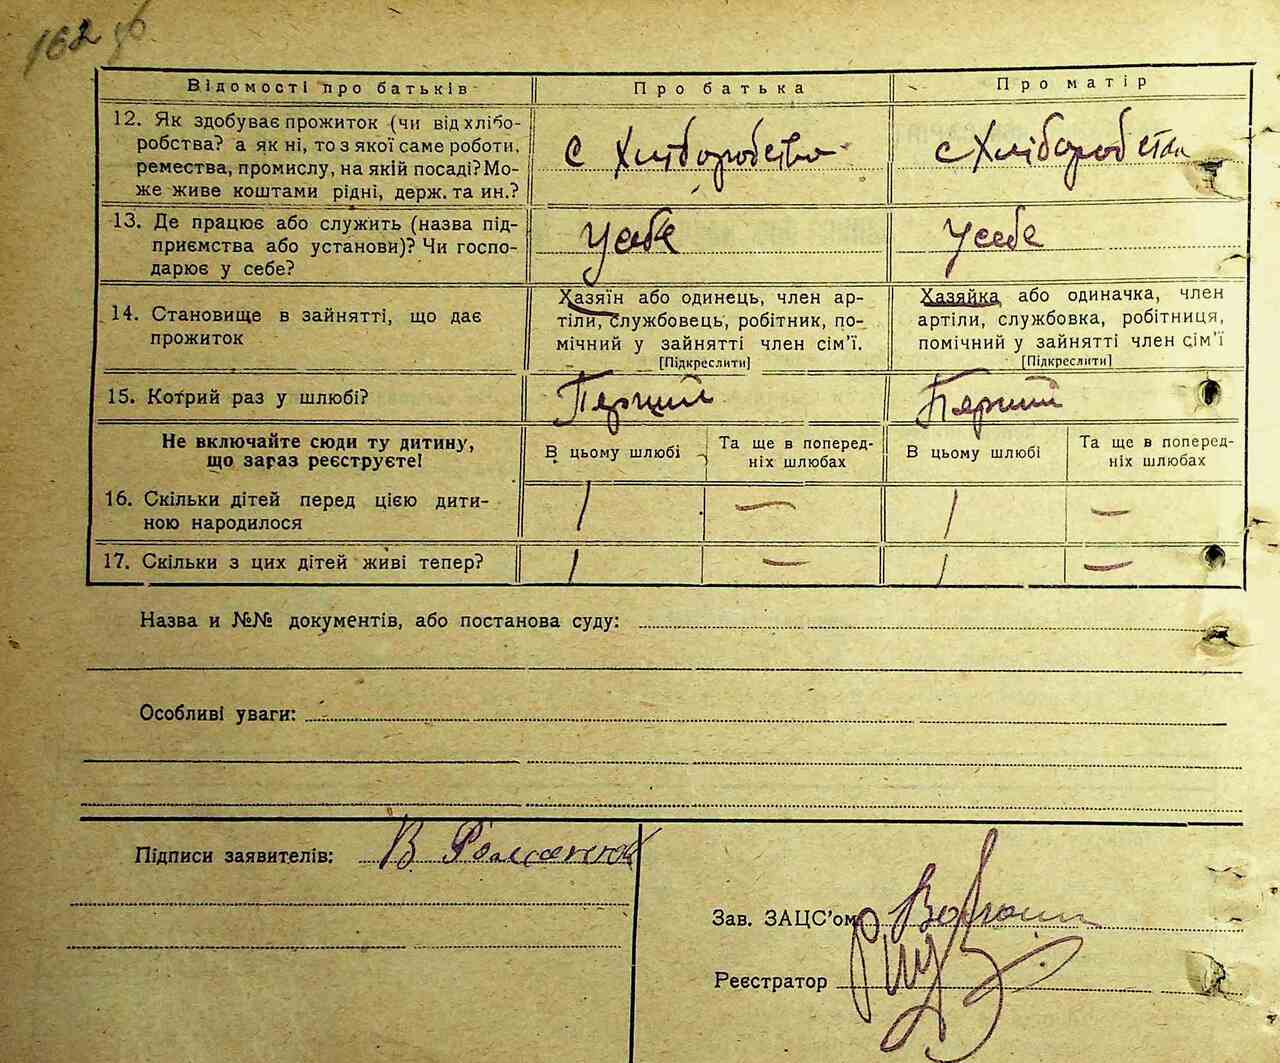 162 зб
Відомості про батьків
Про батька
Про матір
12. Як здобуває прожиток (чи від хлібо-
робства? а як ні, то з якої саме роботи,
ремества, промислу, на якій посаді? Мо-
же живе коштами рідні, держ. та ин.?
с Хліборобства
с Хліборобства
13. Де працює або служить (назва під-
приємства або установи)? Чи госпо-
дарює у себе?
У себе
У себе
14. Становище в зайнятті, що дає
прожиток
Хазяїн або одинець, член ар-
тіли, службовець, робітник, по-
мічний у зайнятті член сім'ї.
[Підкреслити]
Хазяйка або одиначка, член
артіли, службовка, робітниця,
помічний у зайнятті член сім'ї
[Підкреслити]
15. Котрий раз у шлюбі?
Перший
Перший
Не включайте сюди ту дитину,
що зараз реєструєте!
В цьому шлюбі
Та ще в поперед-
ніх шлюбах
В цьому шлюбі
Та ще в поперед-
ніх шлюбах
16. Скільки дітей перед цією дити-
ною народилося
1 — 1 —
17. Скільки з цих дітей живі тепер?
1 — 1 —
Назва и №№ документів, або постанова суду:
Особливі уваги:
Підписи заявителів: В Романюк
Зав. ЗАЦС'ом
Реєстратор